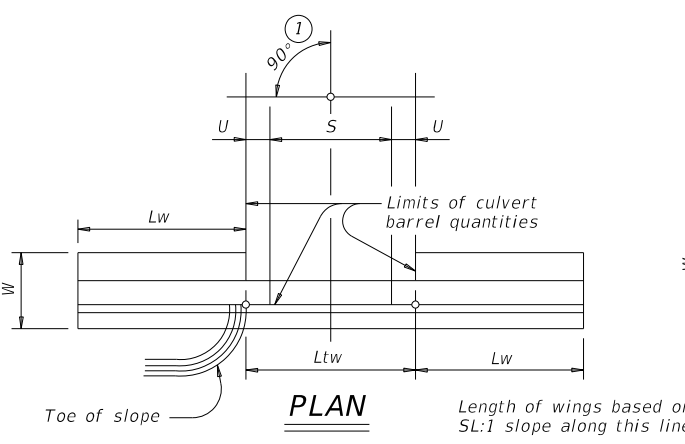 1
90°
U
S
U
Limits of culvert
barrel quantities
Lw
W
Ltw
Lw
Toe of slope
PLAN
Length of wings based
SL:1 slope along this line